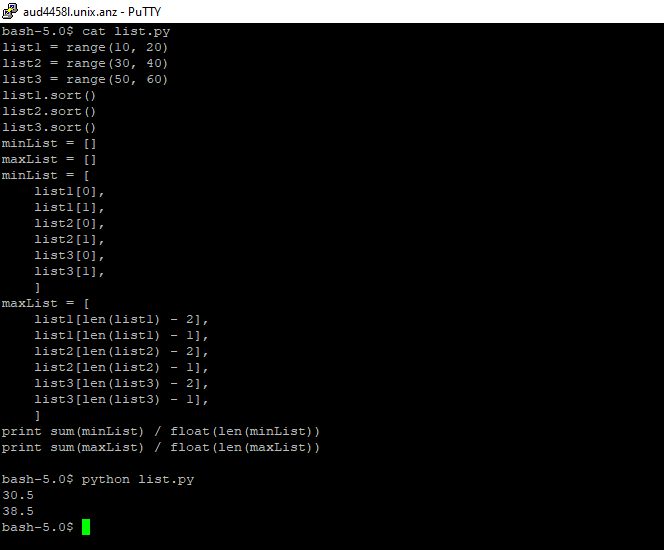 aud4458l.unix.anz - PuTTY
bash-5.0$ cat list.py
list1 = range(10, 20)
list2 = range(30, 40)
list3 = range(50, 60)
list1.sort()
list2.sort()
list3.sort()
minList = []
maxList = []
minList = [
    list1[0],
    list1[1],
    list2[0],
    list2[1],
    list3[0],
    list3[1],
    ]
maxList = [
    list1[len(list1) - 2],
    list1[len(list1) - 1],
    list2[len(list2) - 2],
    list2[len(list2) - 1],
    list3[len(list3) - 2],
    list3[len(list3) - 1],
    ]
print sum(minList) / float(len(minList))
print sum(maxList) / float(len(maxList))
bash-5.0$ python list.py
30.5
38.5
bash-5.0$